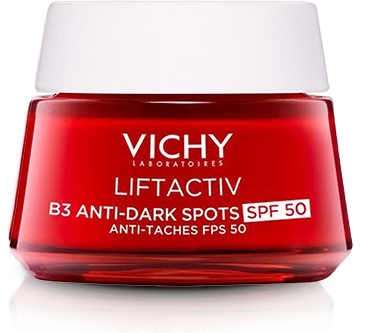 VICHY
LABORATOIRES
LIFTACTIV
B3 ANTI-DARK SPOTS SPF 50
ANTI-TACHES FPS 50